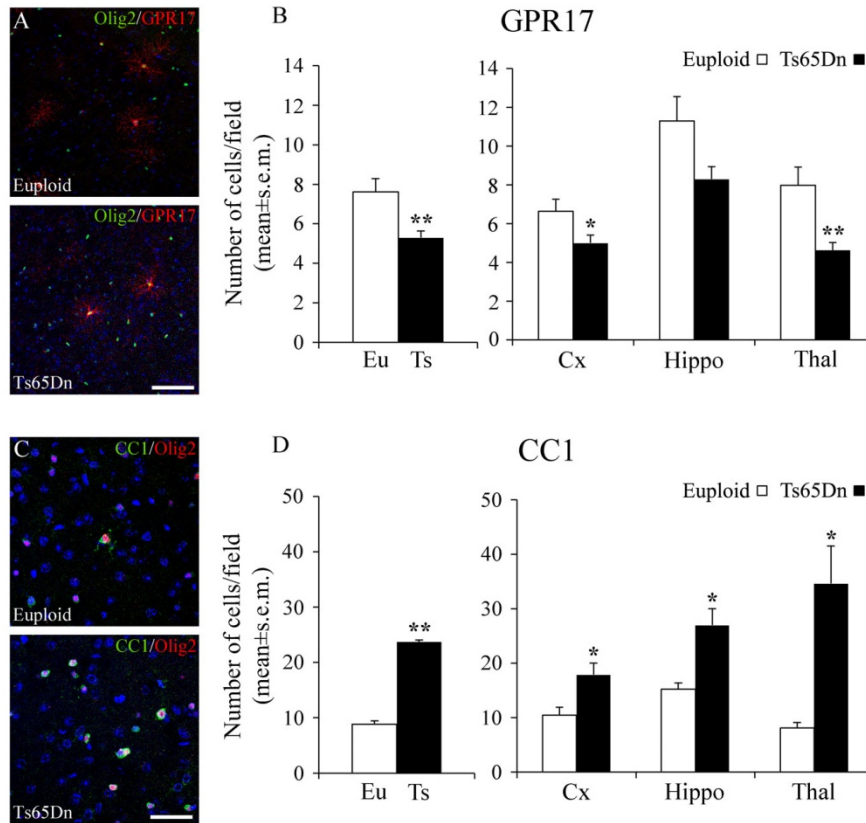 A
Olig2/GPR17
Euploid
Olig2/GPR17
Ts65Dn
B
GPR17
Euploid Ts65Dn
Number of cells/field
(mean±s.e.m.)
14
12
10
8
6
4
2
0
**
Eu Ts
14
12
10
8
6
4
2
0
*
**
Cx Hippo Thal
C
CC1/Olig2
Euploid
CC1/Olig2
Ts65Dn
D
CC1
Euploid Ts65Dn
Number of cells/field
(mean±s.e.m.)
50
40
30
20
10
0
**
Eu Ts
50
40
30
20
10
0
*
*
*
Cx Hippo Thal